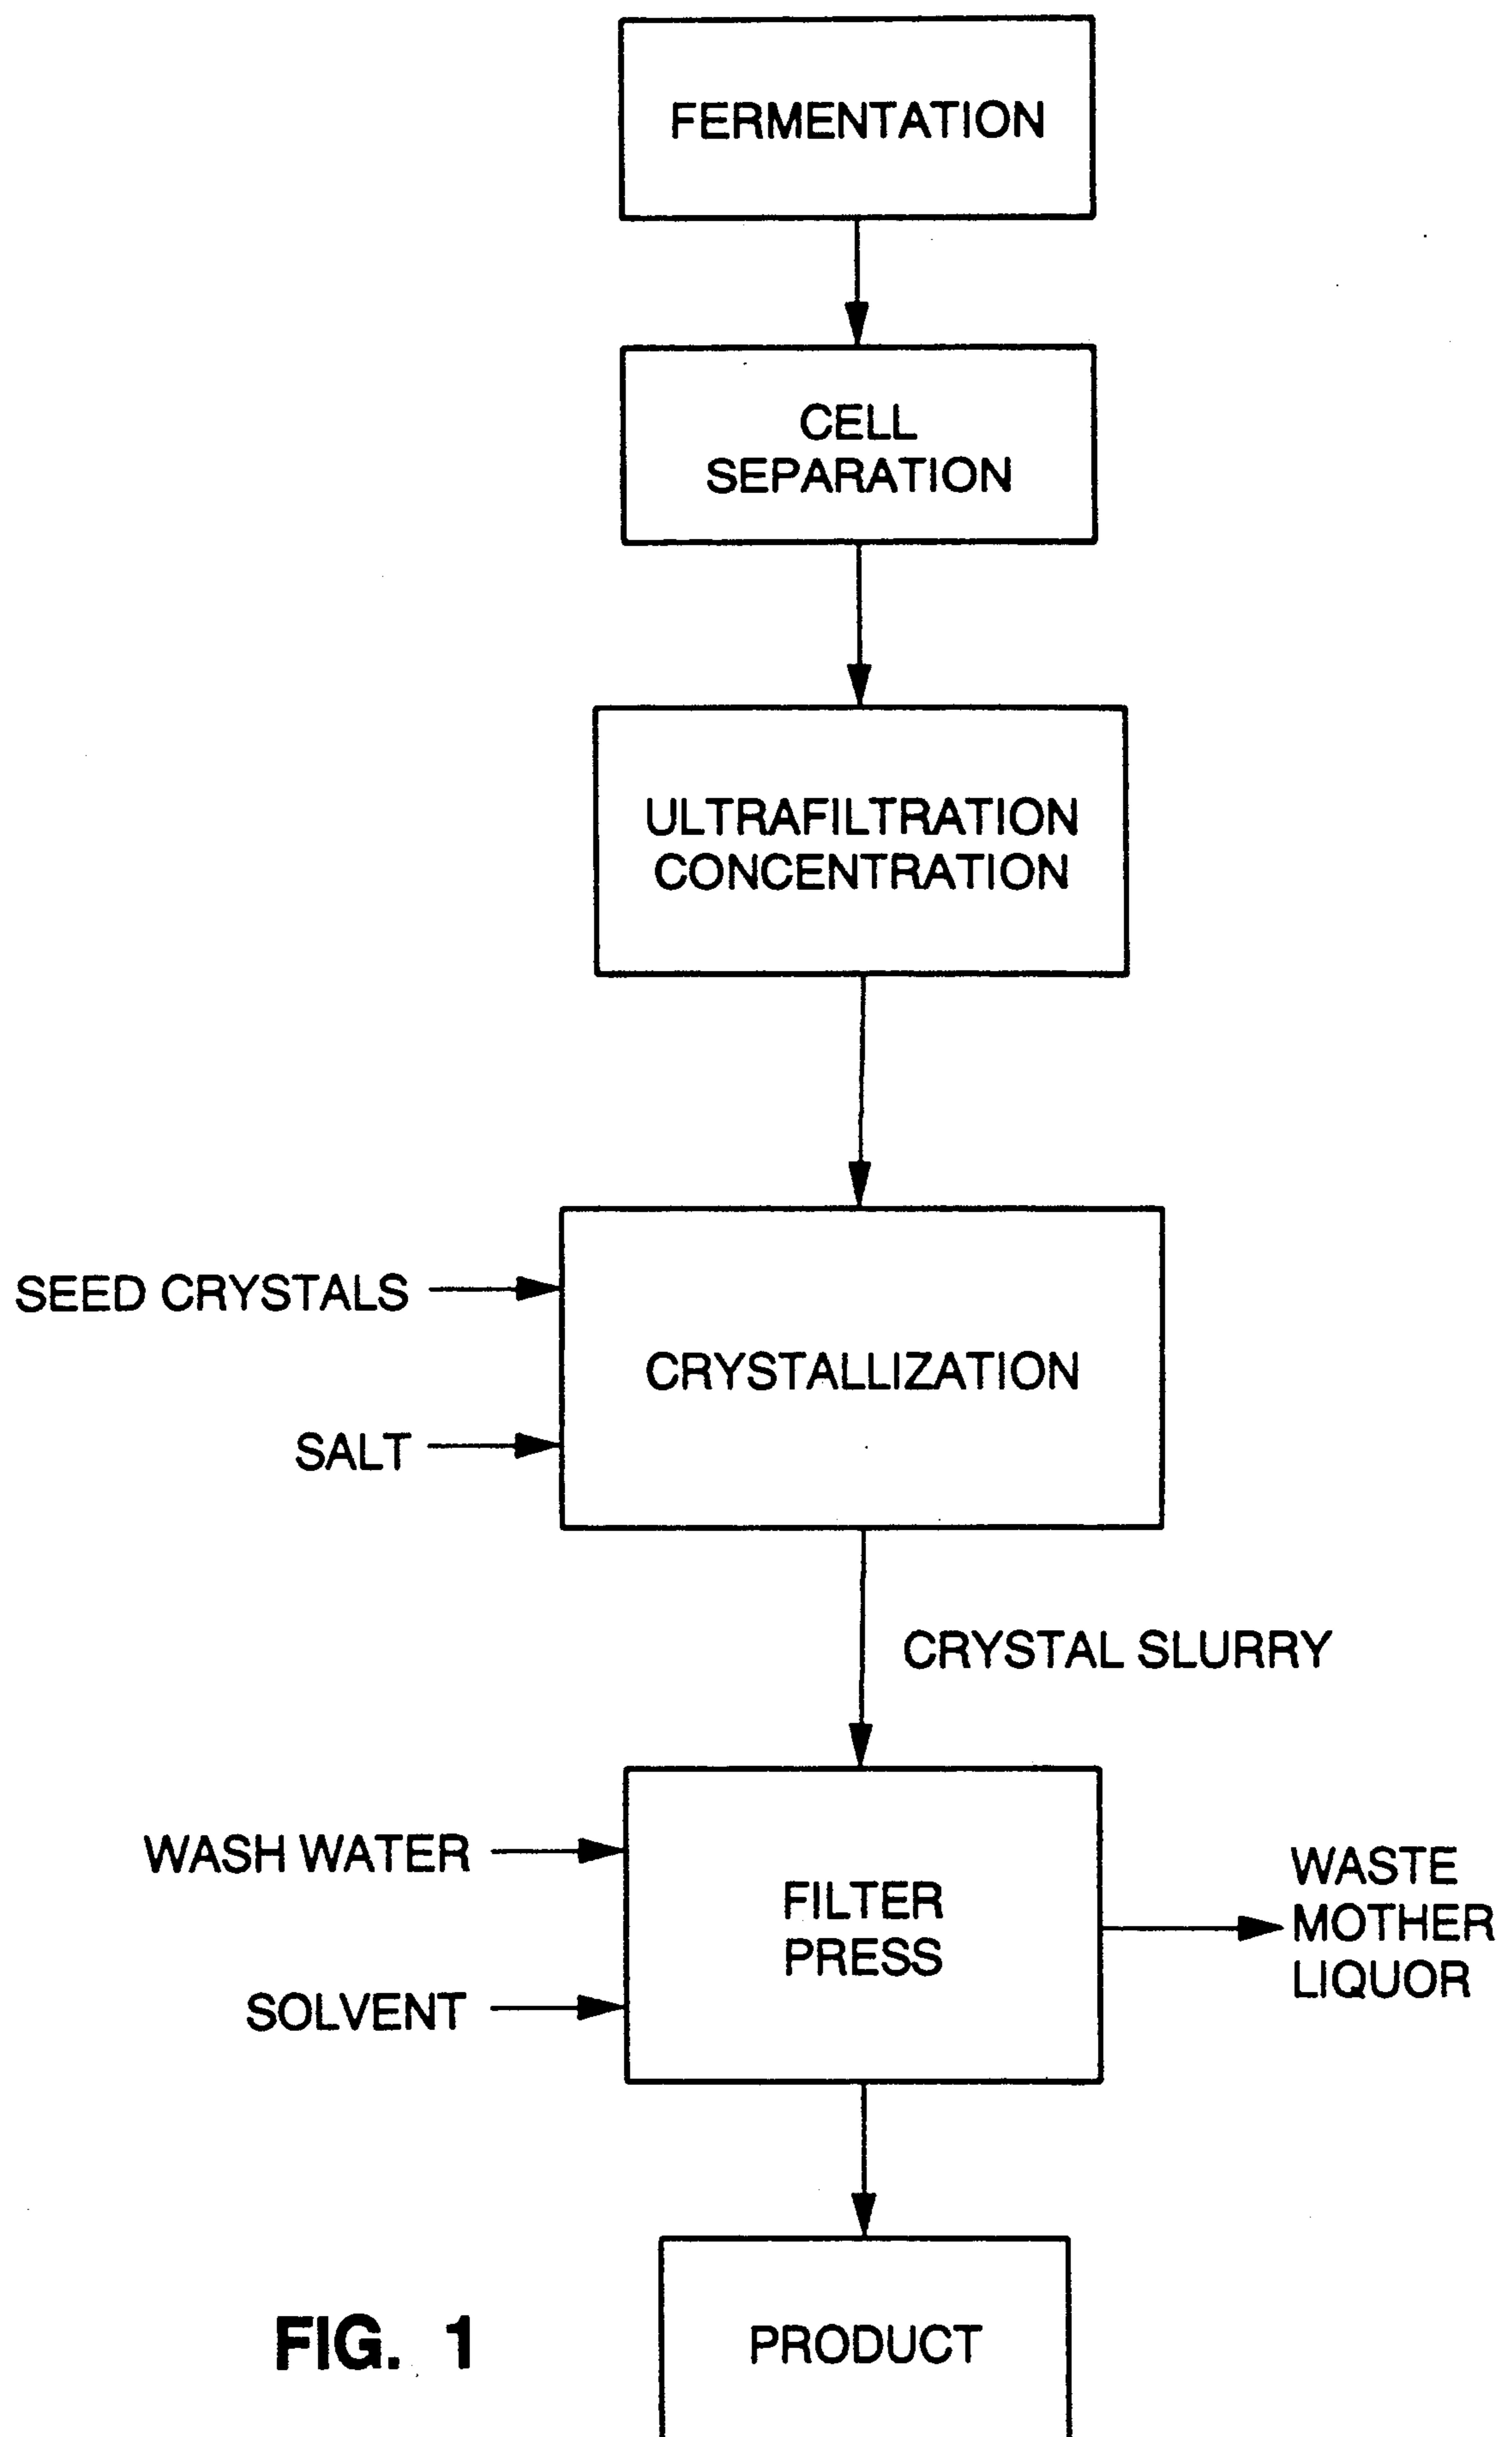 FERMENTATION
CELL
SEPARATION
ULTRAFILTRATION
CONCENTRATION
SEED CRYSTALS
CRYSTALLIZATION
SALT
CRYSTAL SLURRY
WASH WATER
FILTER
PRESS
SOLVENT
WASTE
MOTHER
LIQUOR
PRODUCT
FIG. 1